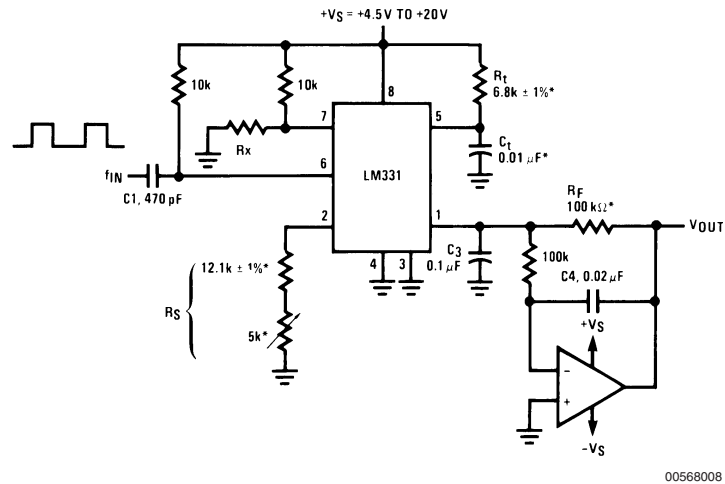 +VS = +4.5V TO +20V
10k
10k
Rt
6.8k ± 1%*
8
7
5
Rx
Ct
0.01 µF*
fIN
C1, 470 pF
6
LM331
RF
100 kΩ*
2
1
VOUT
12.1k ± 1%*
4
3
C3
0.1 µF
100k
C4, 0.02 µF
RS
5k*
+VS
–
+
-VS
00568008